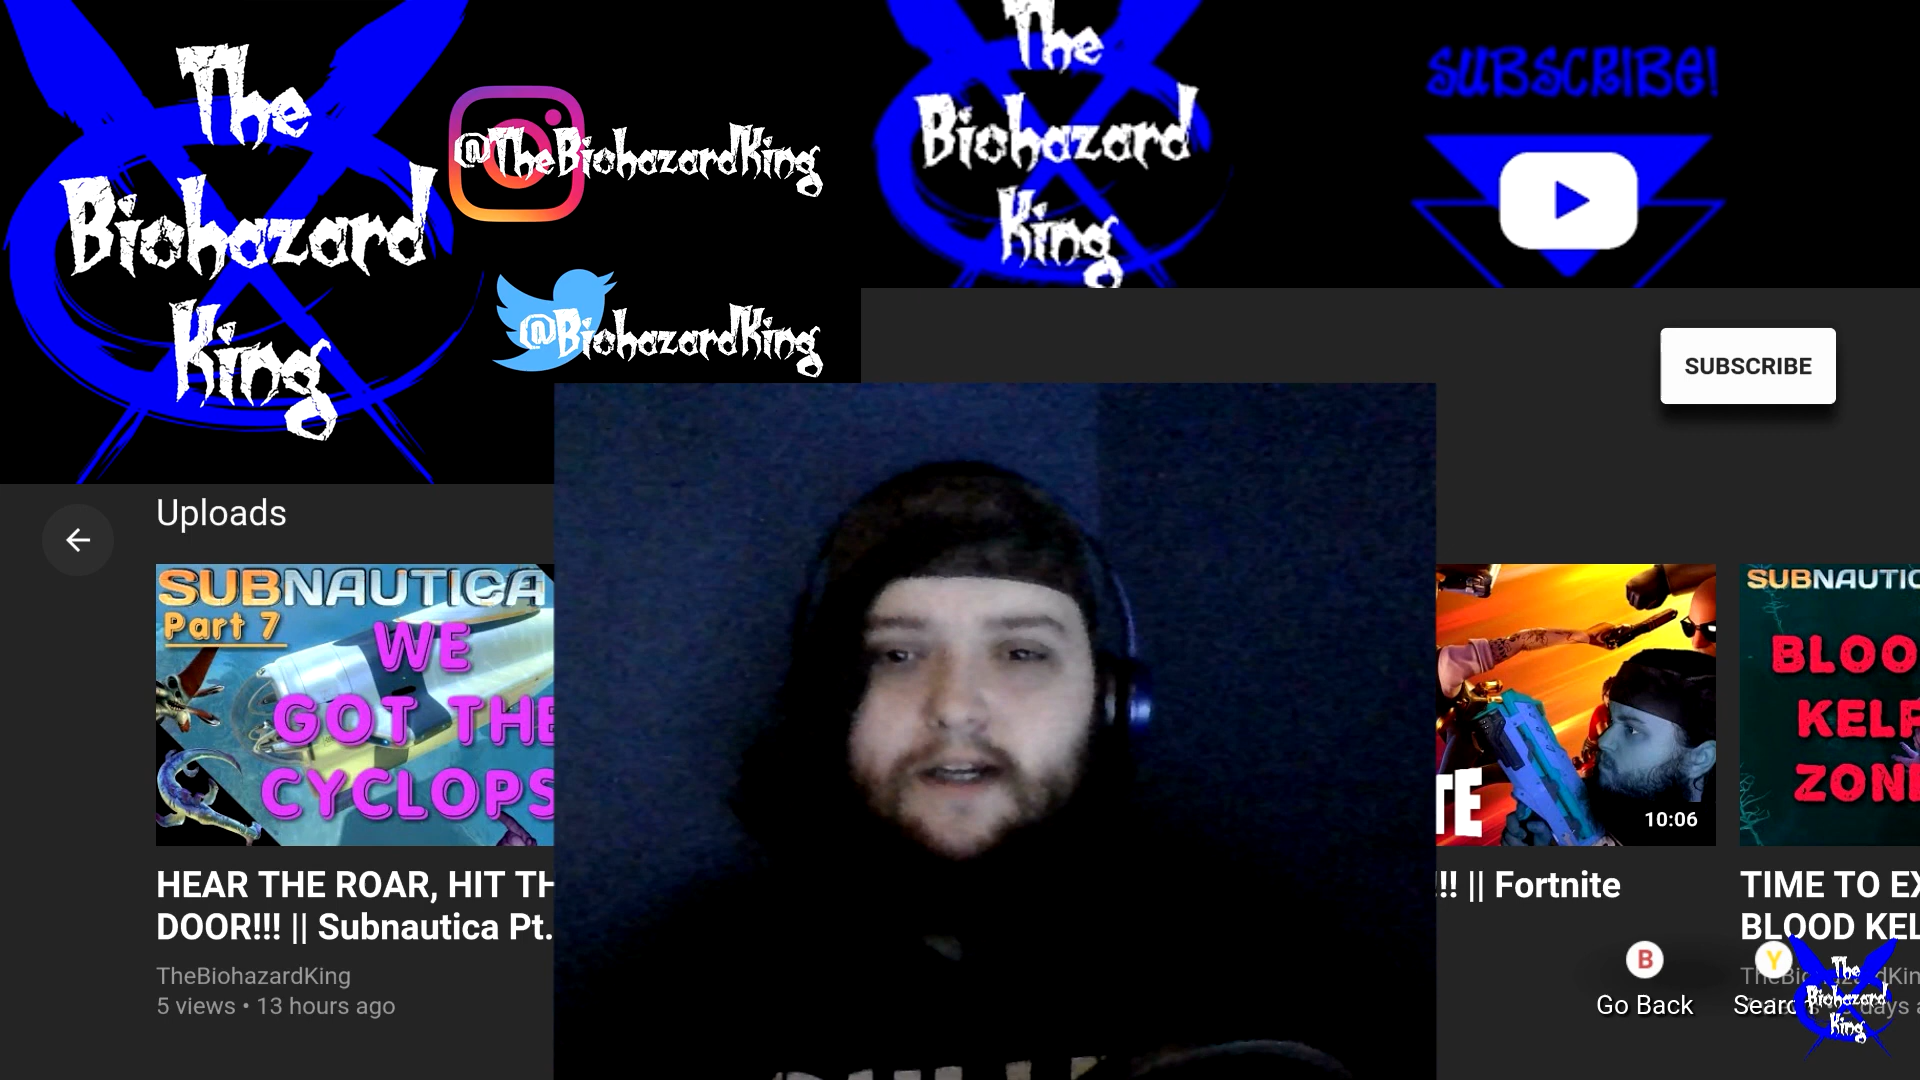 The
Biohazard
King
@TheBiohazardKing
@BiohazardKing
The
Biohazard
King
SUBSCRIBE!
SUBSCRIBE
Uploads
SUBNAUTICA
Part 7
WE
GOT THE
CYCLOPS
HEAR THE ROAR, HIT TH
DOOR!!! || Subnautica Pt.
TheBiohazardKing
5 views • 13 hours ago
TE
10:06
!!! || Fortnite
SUBNAUTIC
BLOO
KELP
ZON
TIME TO EX
BLOOD KEL
B
Go Back
Y
The
Biohazard
King